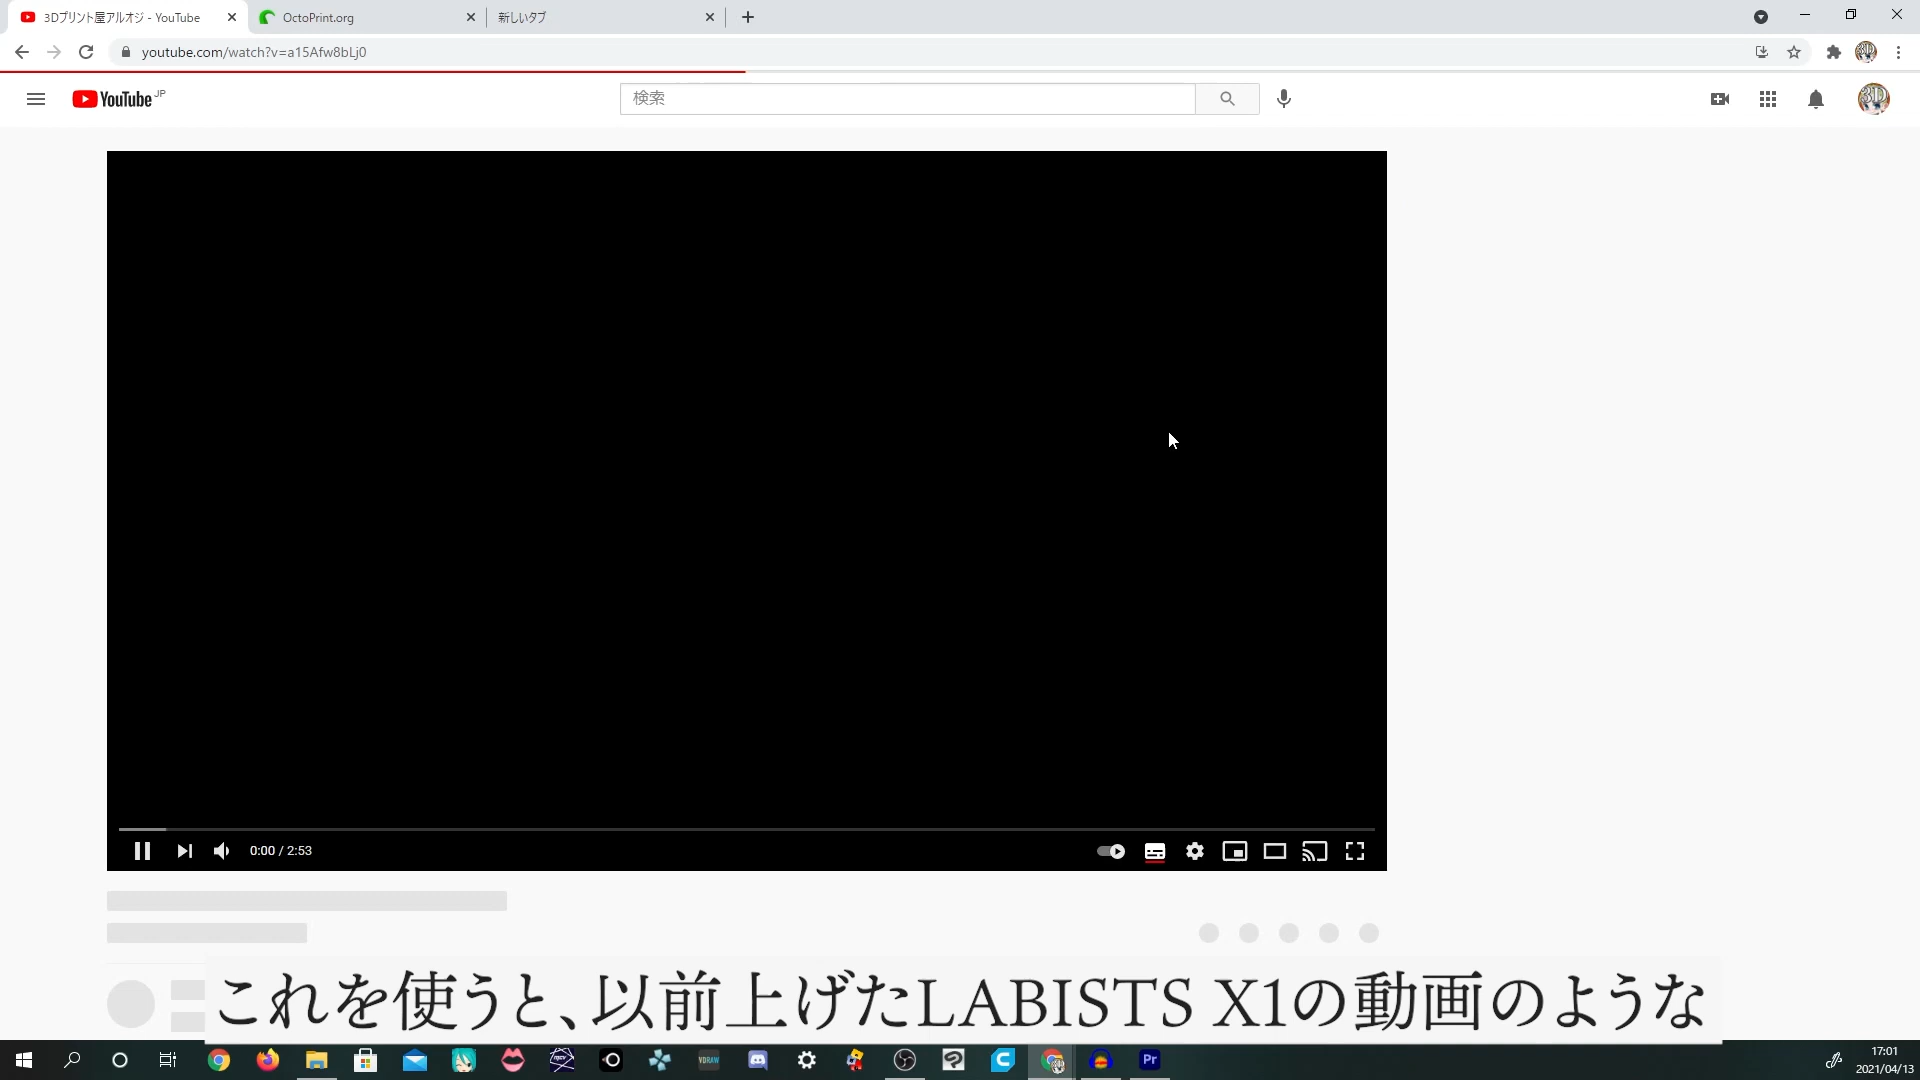 3Dプリント屋アルオジ - YouTube
OctoPrint.org
新しいタブ
youtube.com/watch?v=a15Afw8bLj0
YouTube JP
検索
3D
0:00 / 2:53
これを使うと、以前上げたLABISTS X1の動画のような
VDRAW
Pr
17:01
2021/04/13